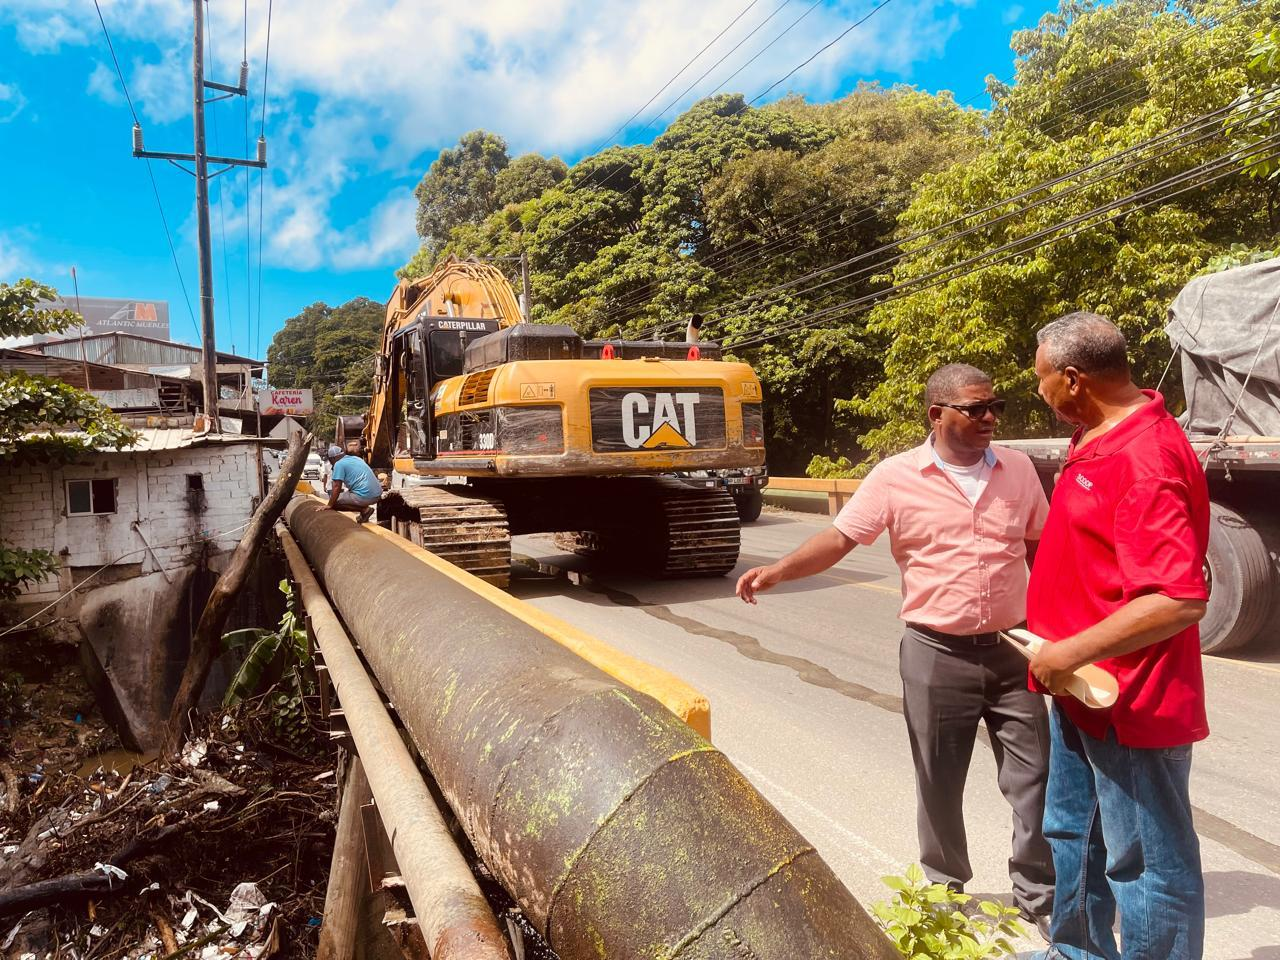 ATLANTIC MUEBLES
CAFETERIA
Karen
CATERPILLAR
CAT
330D